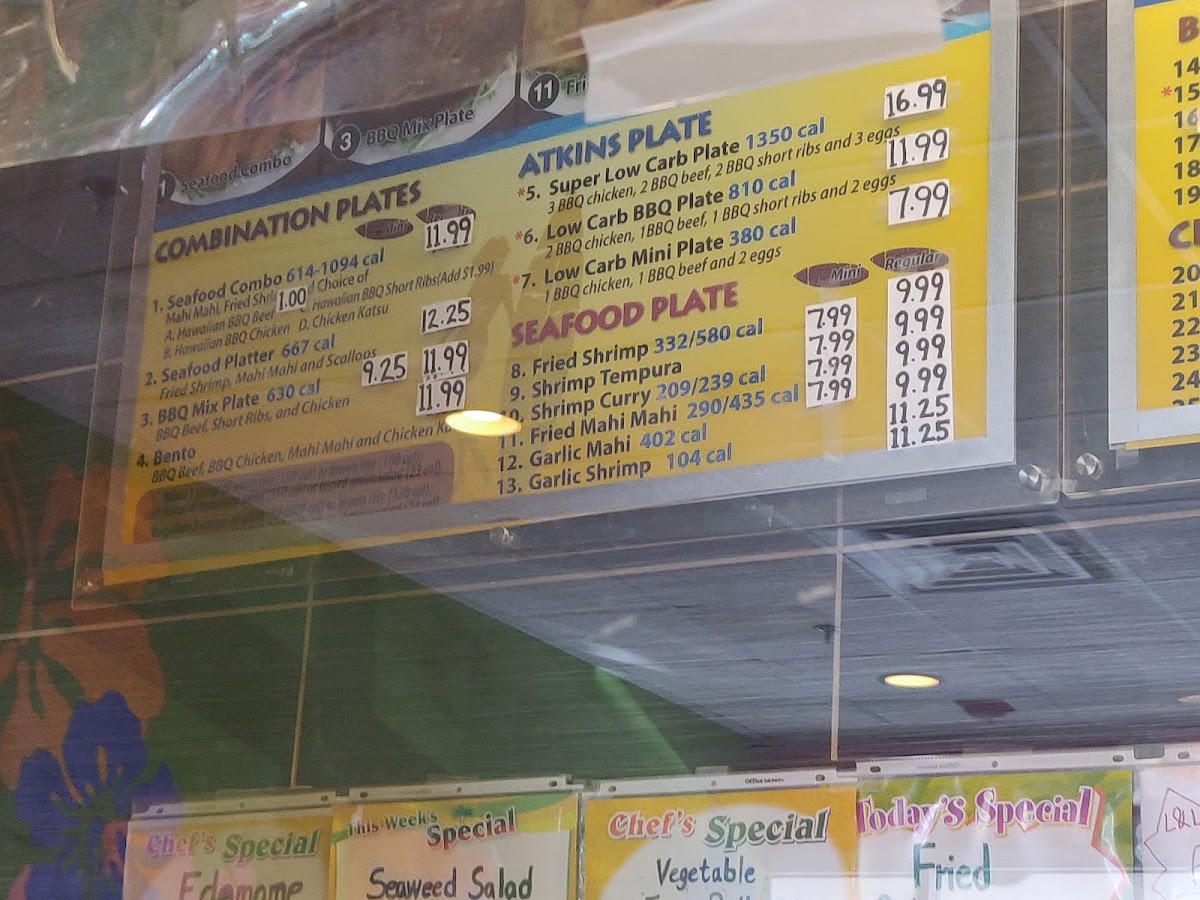 1 Seafood Combo
3 BBQ Mix Plate
11 Fri
COMBINATION PLATES
Mini
11.99
1. Seafood Combo 614-1094 cal
Mahi Mahi, Fried Shri Choice of
A. Hawaiian BBQ Beef 1.00 Hawaiian BBQ Short Ribs(Add $1.99)
B. Hawaiian BBQ Chicken D. Chicken Katsu
2. Seafood Platter 667 cal 12.25
Fried Shrimp, Mahi Mahi and Scallops
3. BBQ Mix Plate 630 cal 9.25 11.99
BBQ Beef, Short Ribs, and Chicken
4. Bento 11.99
BBQ Beef, BBQ Chicken, Mahi Mahi and Chicken K
ATKINS PLATE
*5. Super Low Carb Plate 1350 cal 16.99
3 BBQ chicken, 2 BBQ beef, 2 BBQ short ribs and 3 eggs
*6. Low Carb BBQ Plate 810 cal 11.99
2 BBQ chicken, 1BBQ beef, 1 BBQ short ribs and 2 eggs
*7. Low Carb Mini Plate 380 cal 7.99
1 BBQ chicken, 1 BBQ beef and 2 eggs
SEAFOOD PLATE
Mini Regular
8. Fried Shrimp 332/580 cal 7.99 9.99
9. Shrimp Tempura 7.99 9.99
10. Shrimp Curry 209/239 cal 7.99 9.99
11. Fried Mahi Mahi 290/435 cal 7.99 9.99
12. Garlic Mahi 402 cal 11.25
13. Garlic Shrimp 104 cal 11.25
B
14
*15
16
17
18
19
20
21
22
23
24
Chef's Special
Edamame
This Week's Special
Seaweed Salad
Chef's Special
Vegetable
Today's Special
Fried
L&L